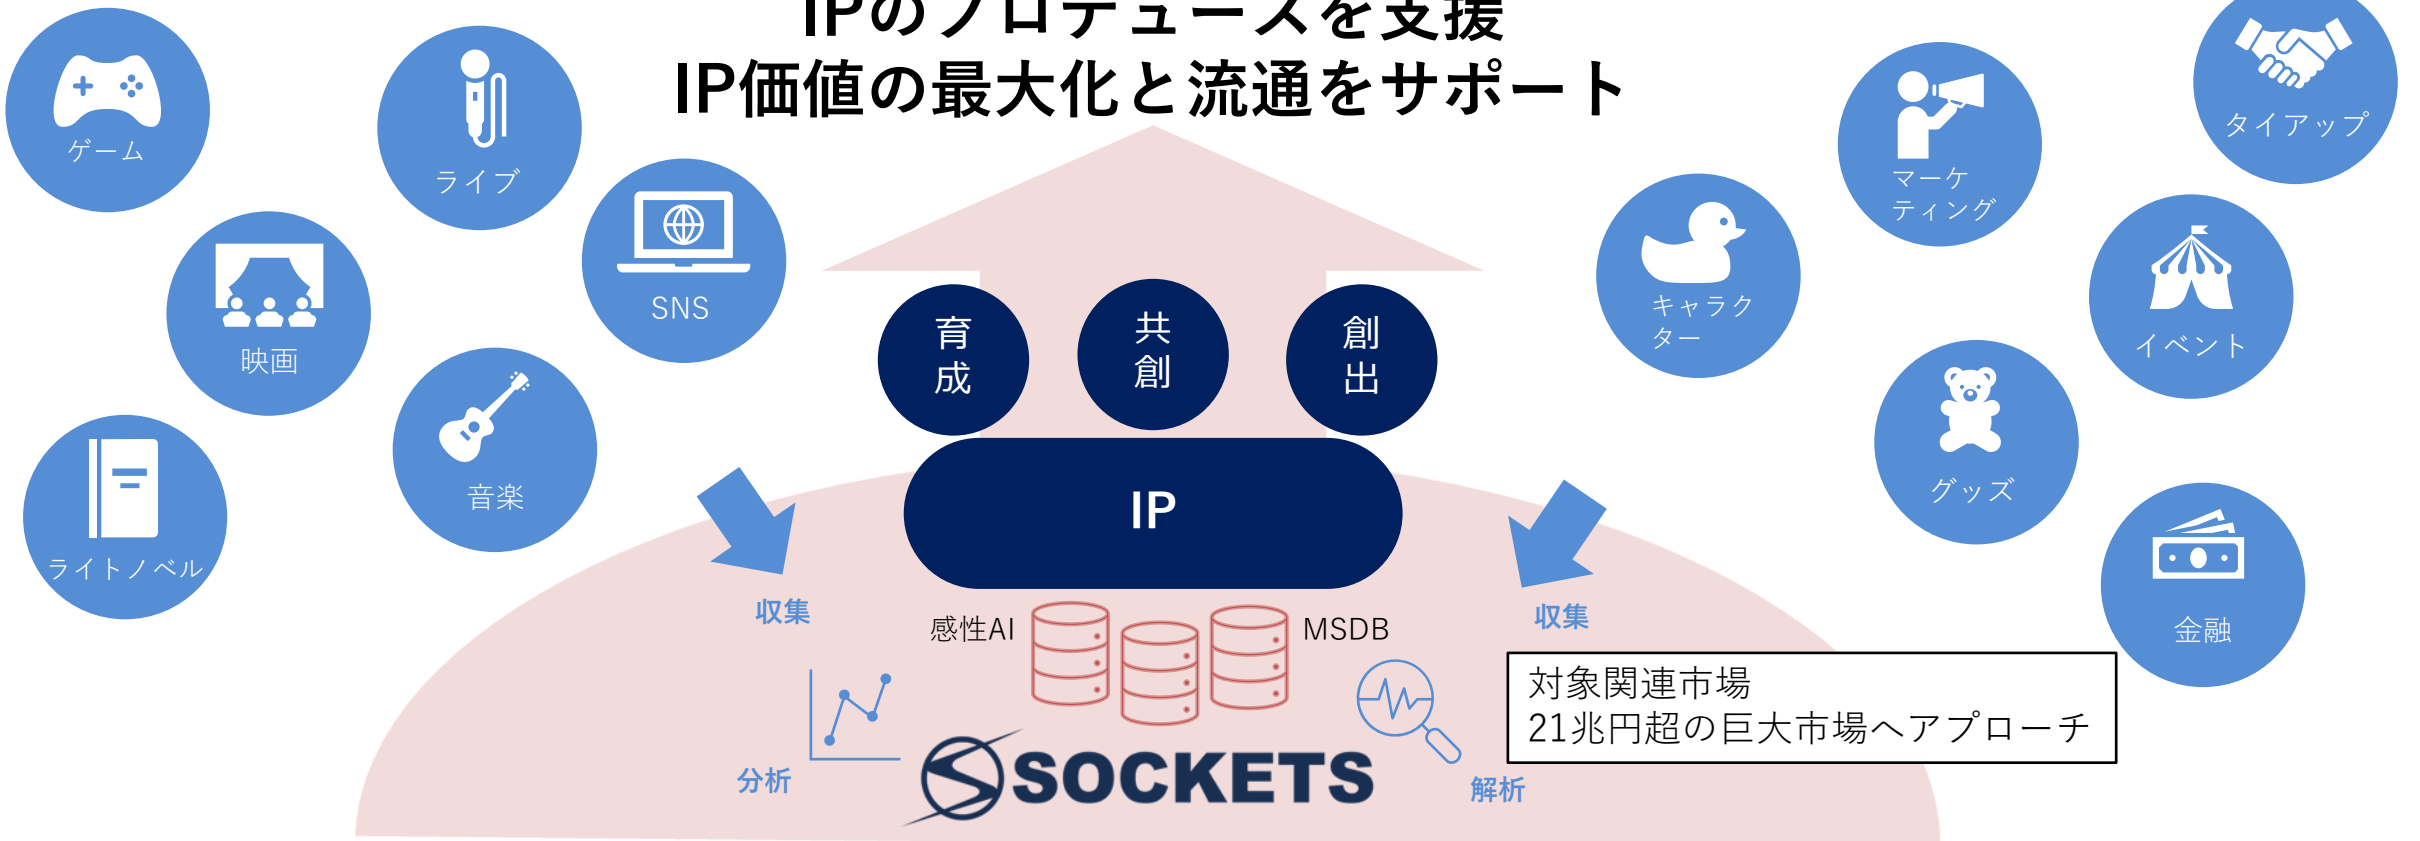 IPのプロデュースを支援
IP価値の最大化と流通をサポート
ゲーム
ライブ
SNS
映画
音楽
ライトノベル
タイアップ
マーケ
ティング
キャラク
ター
イベント
グッズ
金融
育
成
共
創
創
出
IP
収集
収集
感性AI
MSDB
分析
解析
SOCKETS
対象関連市場
21兆円超の巨大市場へアプローチ